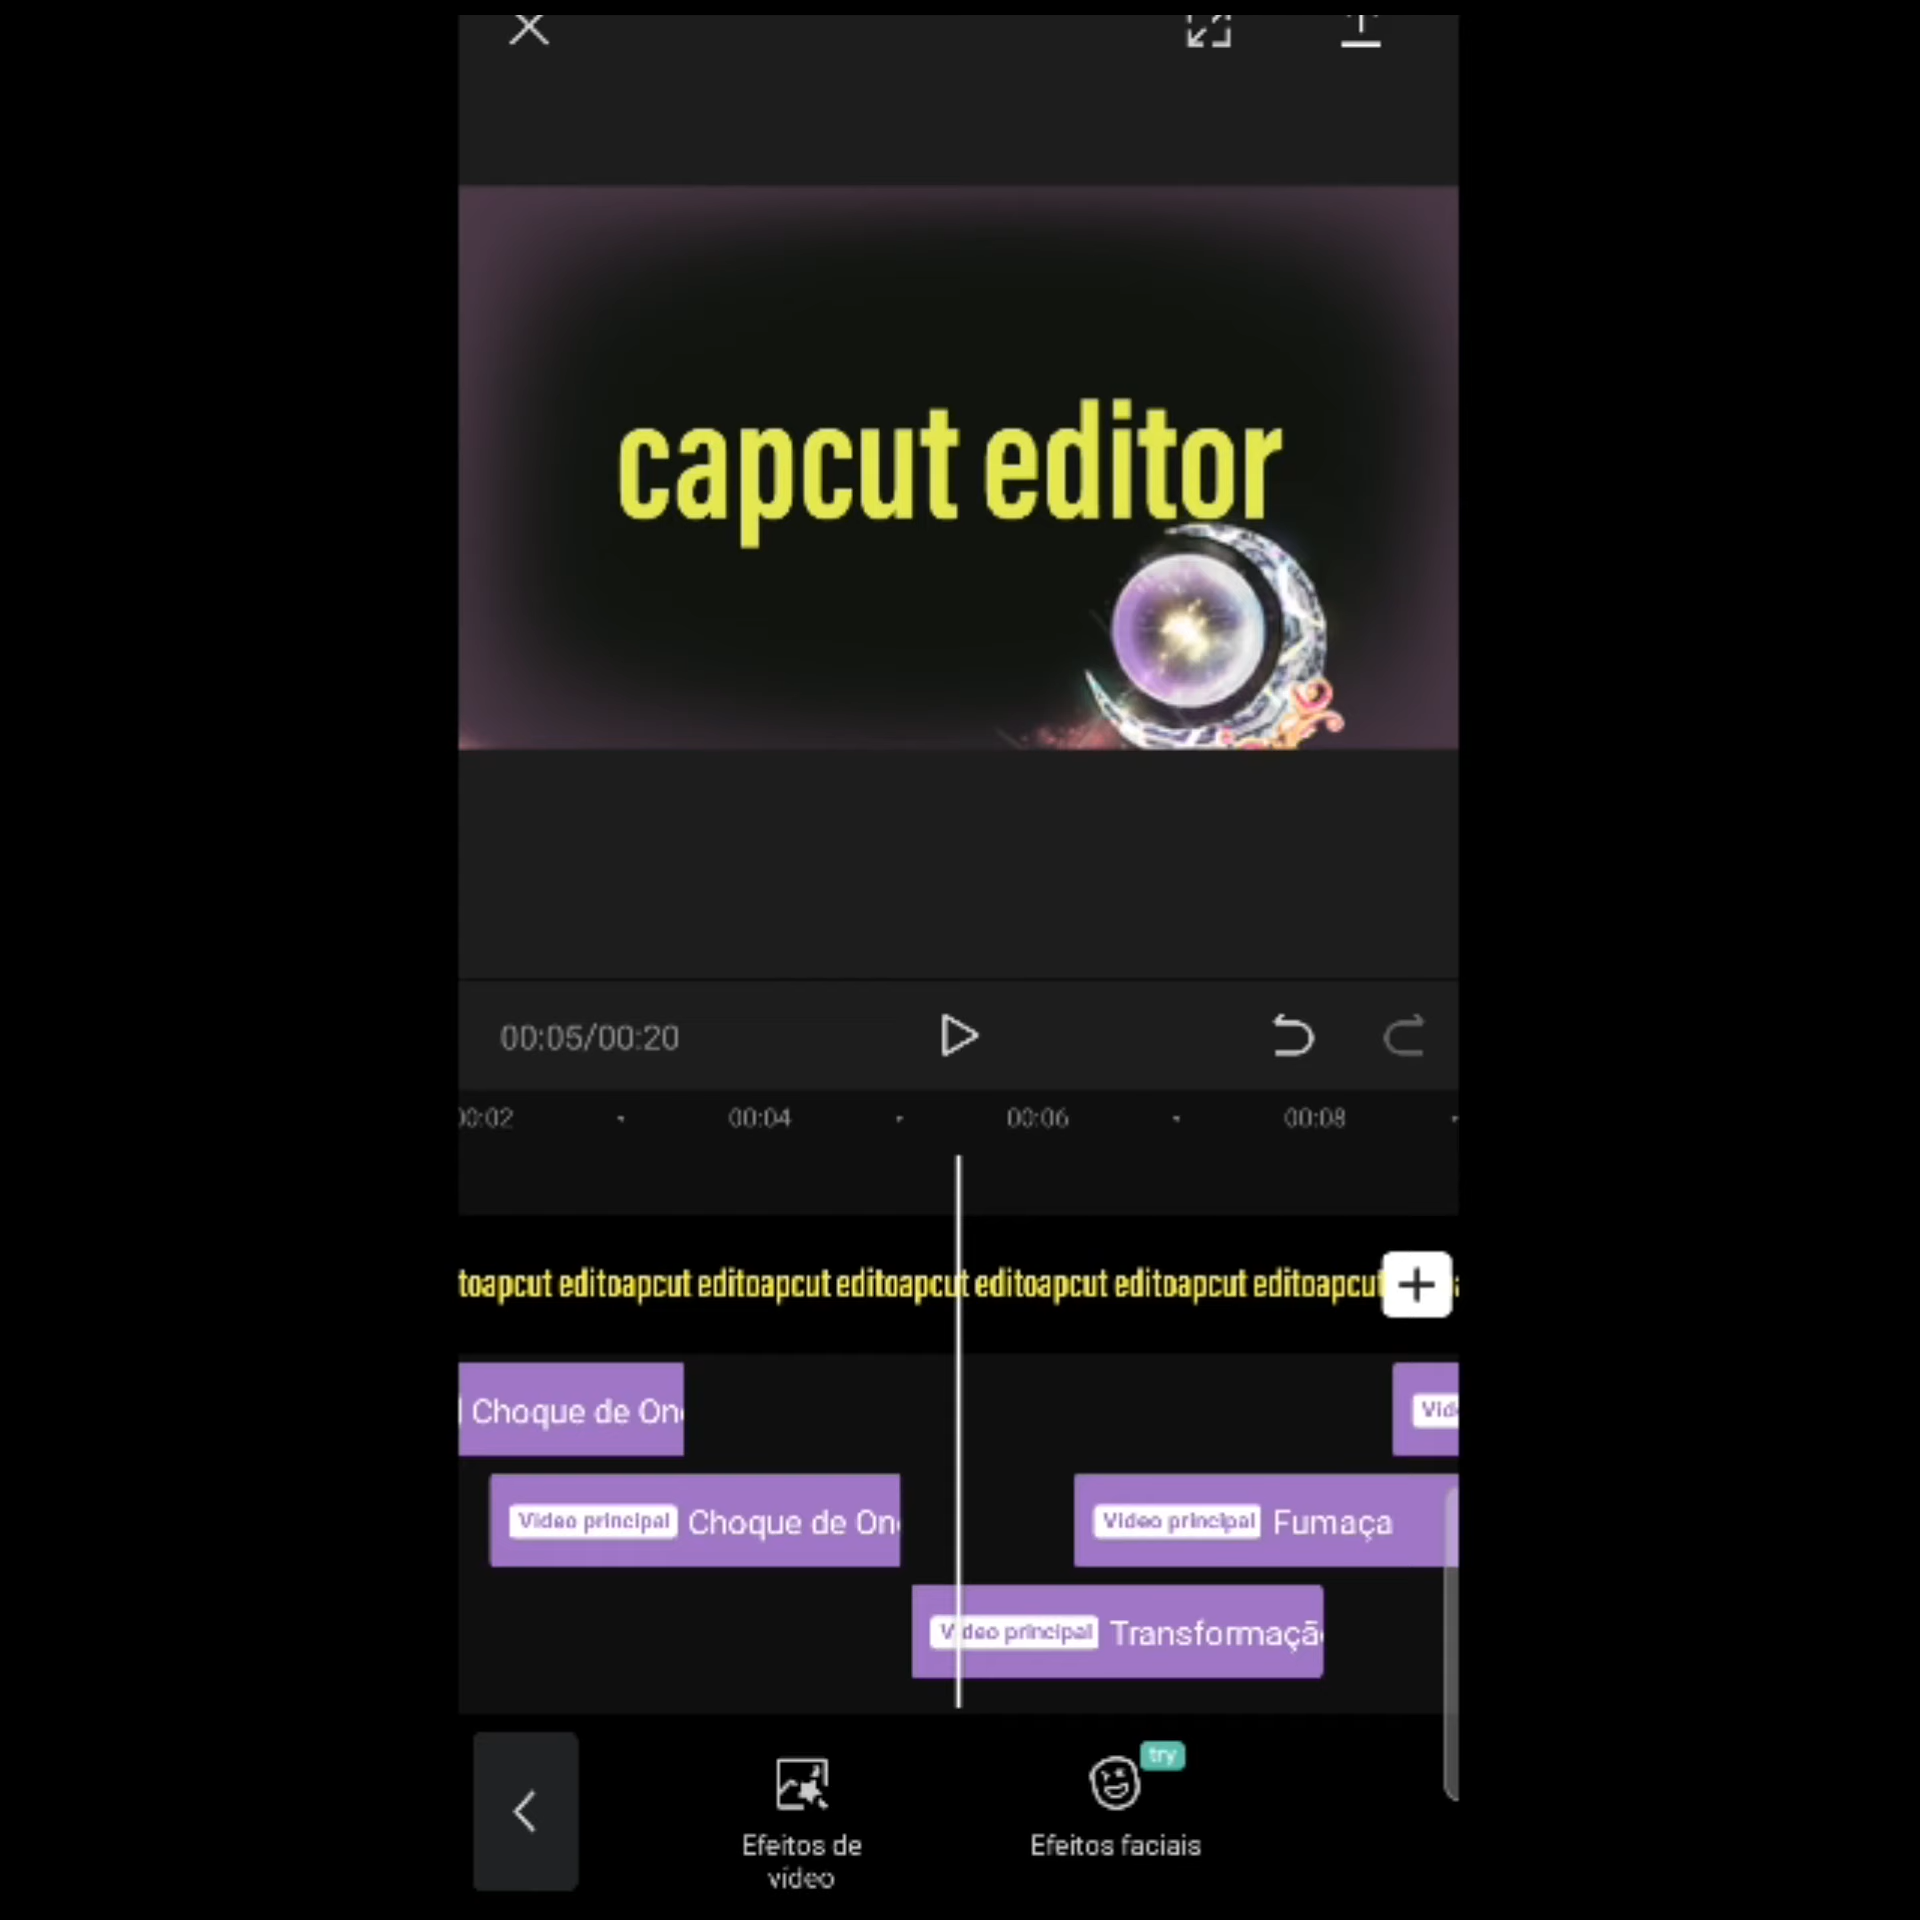 capcut editor
00:05/00:20
00:02 00:04 00:06 00:08
toapcut editoapcut editoapcut editoapcut editoapcut editoapcut editoapcut
Choque de On
Video principal Choque de On
Video principal Fumaça
Video principal Transformaçã
try
Efeitos de
vídeo
Efeitos faciais